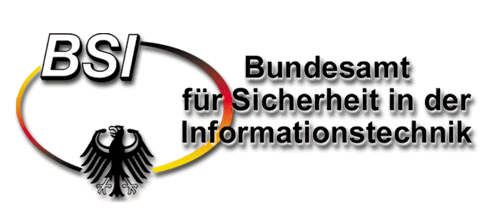 BSI
Bundesamt
für Sicherheit in der
Informationstechnik